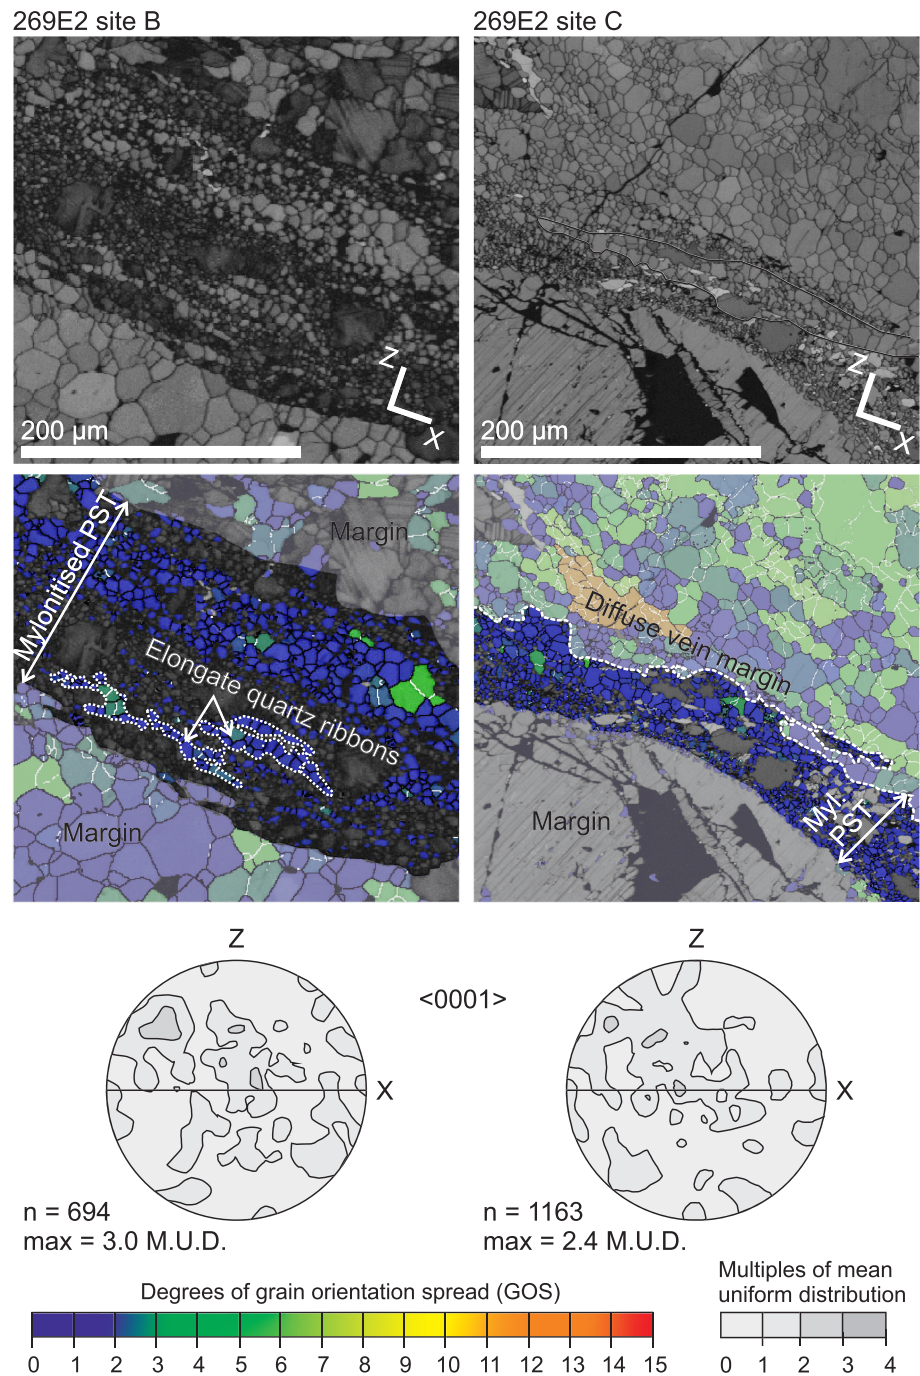 269E2 site B
269E2 site C
Z
X
200 µm
Z
X
200 µm
Mylonitised PST
Margin
Elongate quartz ribbons
Margin
Diffuse vein margin
Margin
Myl.
PST
Z
X
<0001>
Z
X
n = 694
max = 3.0 M.U.D.
n = 1163
max = 2.4 M.U.D.
Degrees of grain orientation spread (GOS)
0 1 2 3 4 5 6 7 8 9 10 11 12 13 14 15
Multiples of mean
uniform distribution
0 1 2 3 4